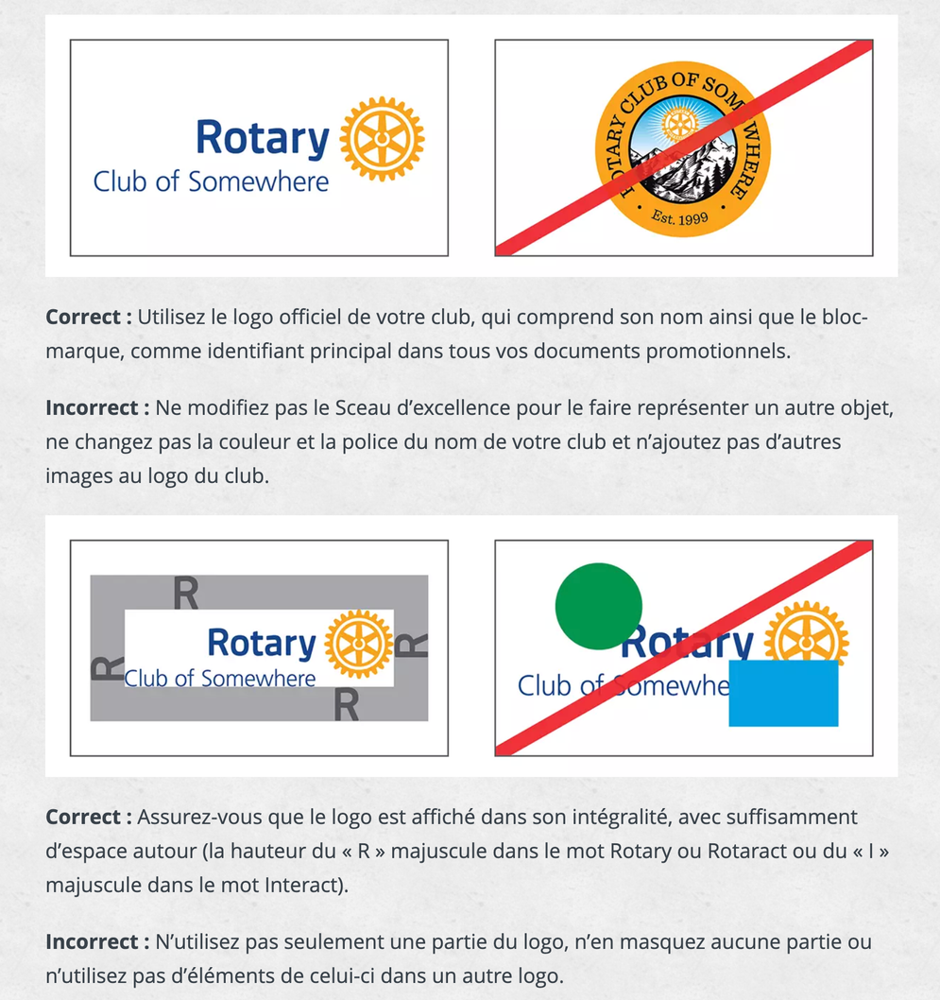 Rotary
Club of Somewhere
ROTARY CLUB OF SOMEWHERE
Est. 1999
Correct : Utilisez le logo officiel de votre club, qui comprend son nom ainsi que le bloc-
marque, comme identifiant principal dans tous vos documents promotionnels.
Incorrect : Ne modifiez pas le Sceau d’excellence pour le faire représenter un autre objet,
ne changez pas la couleur et la police du nom de votre club et n’ajoutez pas d’autres
images au logo du club.
R
Rotary
R
R
Club of Somewhere
R
Rotary
Club of Somewhe
Correct : Assurez-vous que le logo est affiché dans son intégralité, avec suffisamment
d’espace autour (la hauteur du « R » majuscule dans le mot Rotary ou Rotaract ou du « I »
majuscule dans le mot Interact).
Incorrect : N’utilisez pas seulement une partie du logo, n’en masquez aucune partie ou
n’utilisez pas d’éléments de celui-ci dans un autre logo.